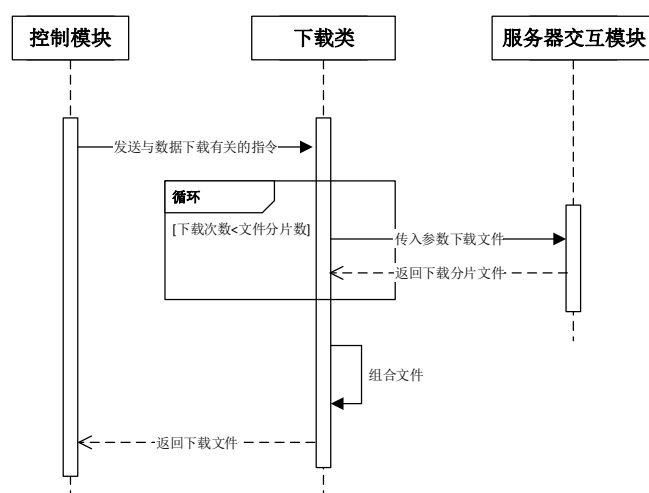 控制模块
下载类
服务器交互模块
发送与数据下载有关的指令
循环
[下载次数<文件分片数]
传入参数下载文件
返回下载分片文件
组合文件
返回下载文件